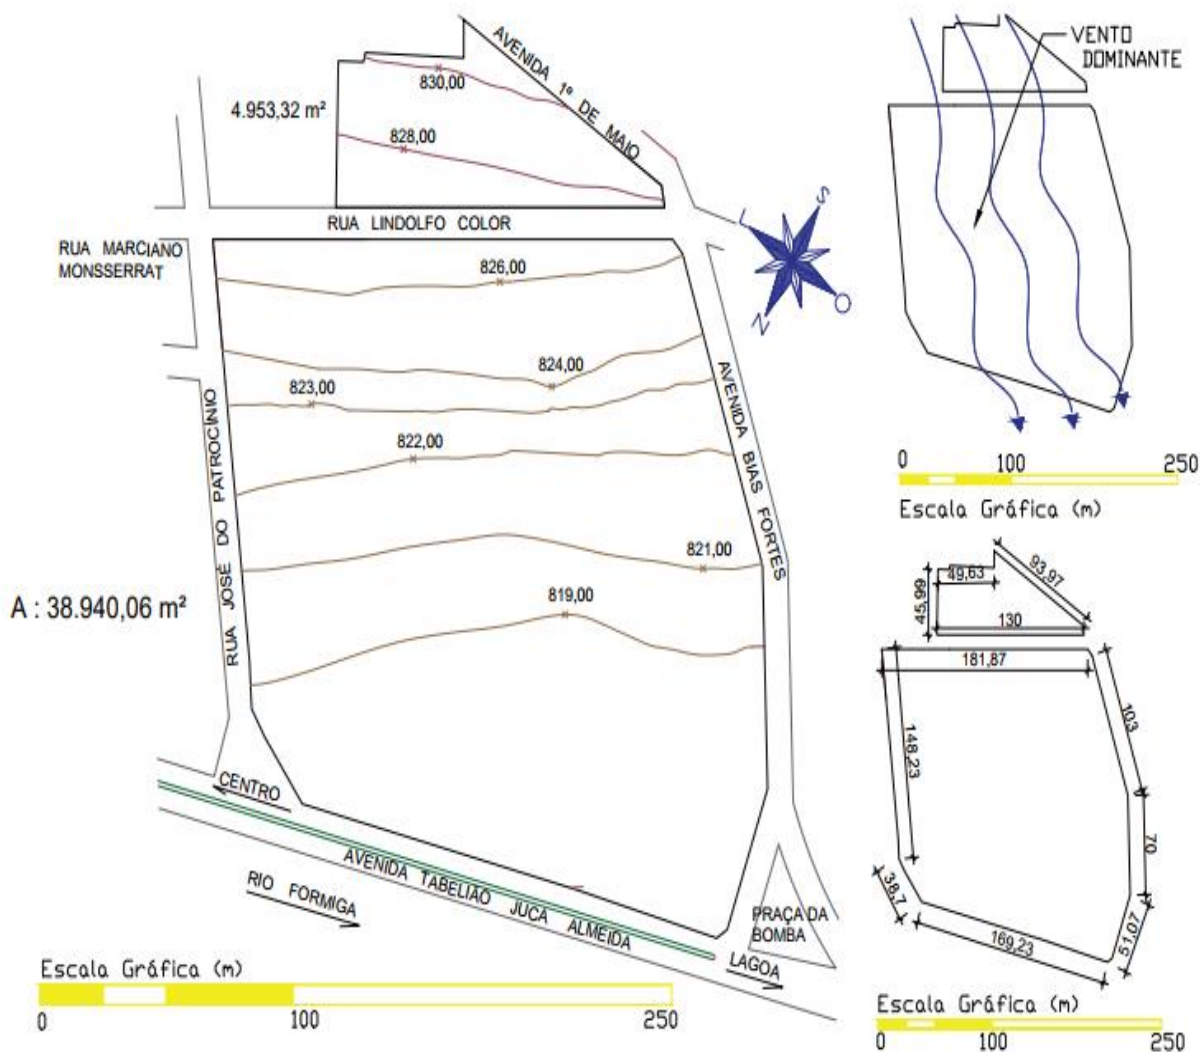 AVENIDA 1º DE MAIO
830,00
4.953,32 m²
828,00
RUA LINDOLFO COLOR
RUA MARCIANO
MONSSERRAT
826,00
824,00
823,00
822,00
821,00
819,00
RUA JOSÉ DO PATROCÍNIO
AVENIDA BIAS FORTES
A : 38.940,06 m²
L
S
N
O
CENTRO
AVENIDA TABELIÃO JUCA ALMEIDA
RIO FORMIGA
PRAÇA DA
BOMBA
LAGOA
Escala Gráfica (m)
0
100
250
VENTO
DOMINANTE
0
100
250
Escala Gráfica (m)
49,63
93,97
45,99
130
181,87
103
148,23
70
38,7
169,23
51,07
Escala Gráfica (m)
0
100
250